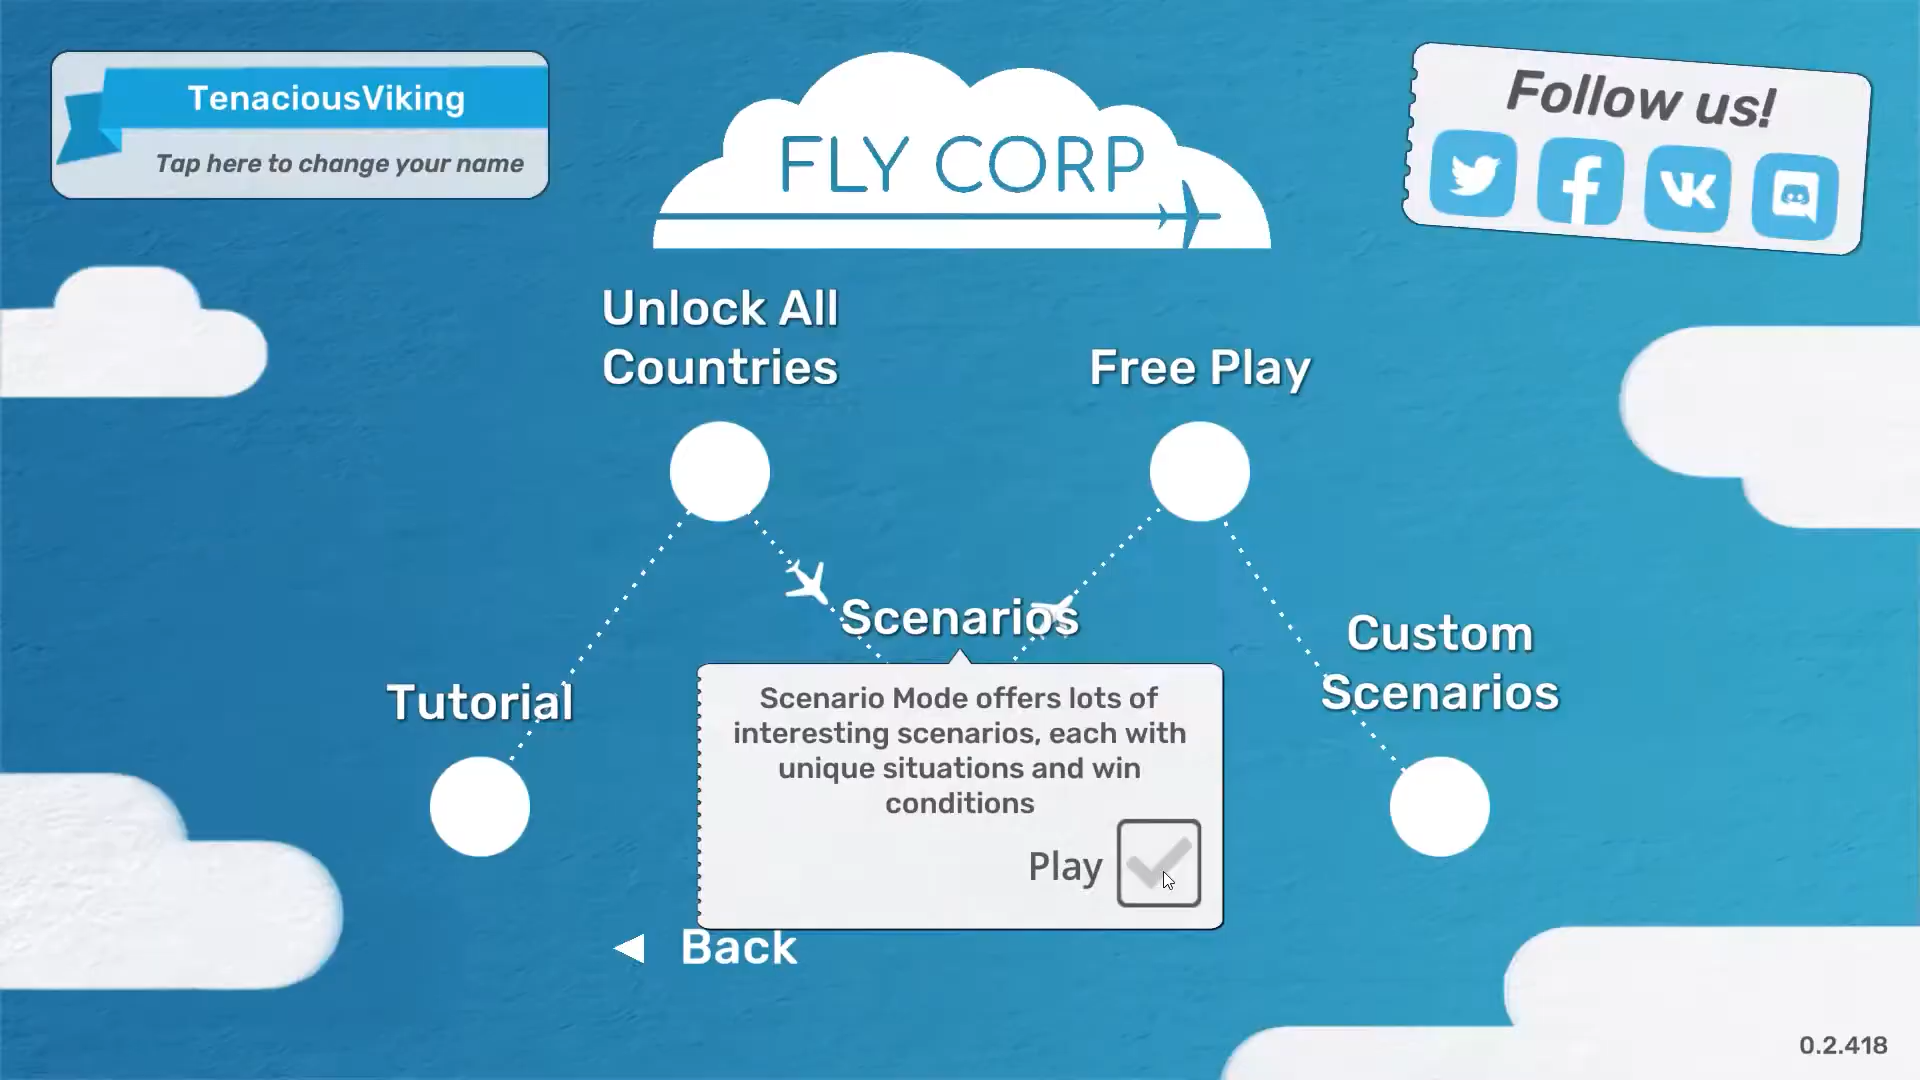 TenaciousViking
Tap here to change your name
FLY CORP
Follow us!
Unlock All
Countries
Free Play
Scenarios
Custom
Scenarios
Tutorial
Scenario Mode offers lots of
interesting scenarios, each with
unique situations and win
conditions
Play
Back
0.2.418